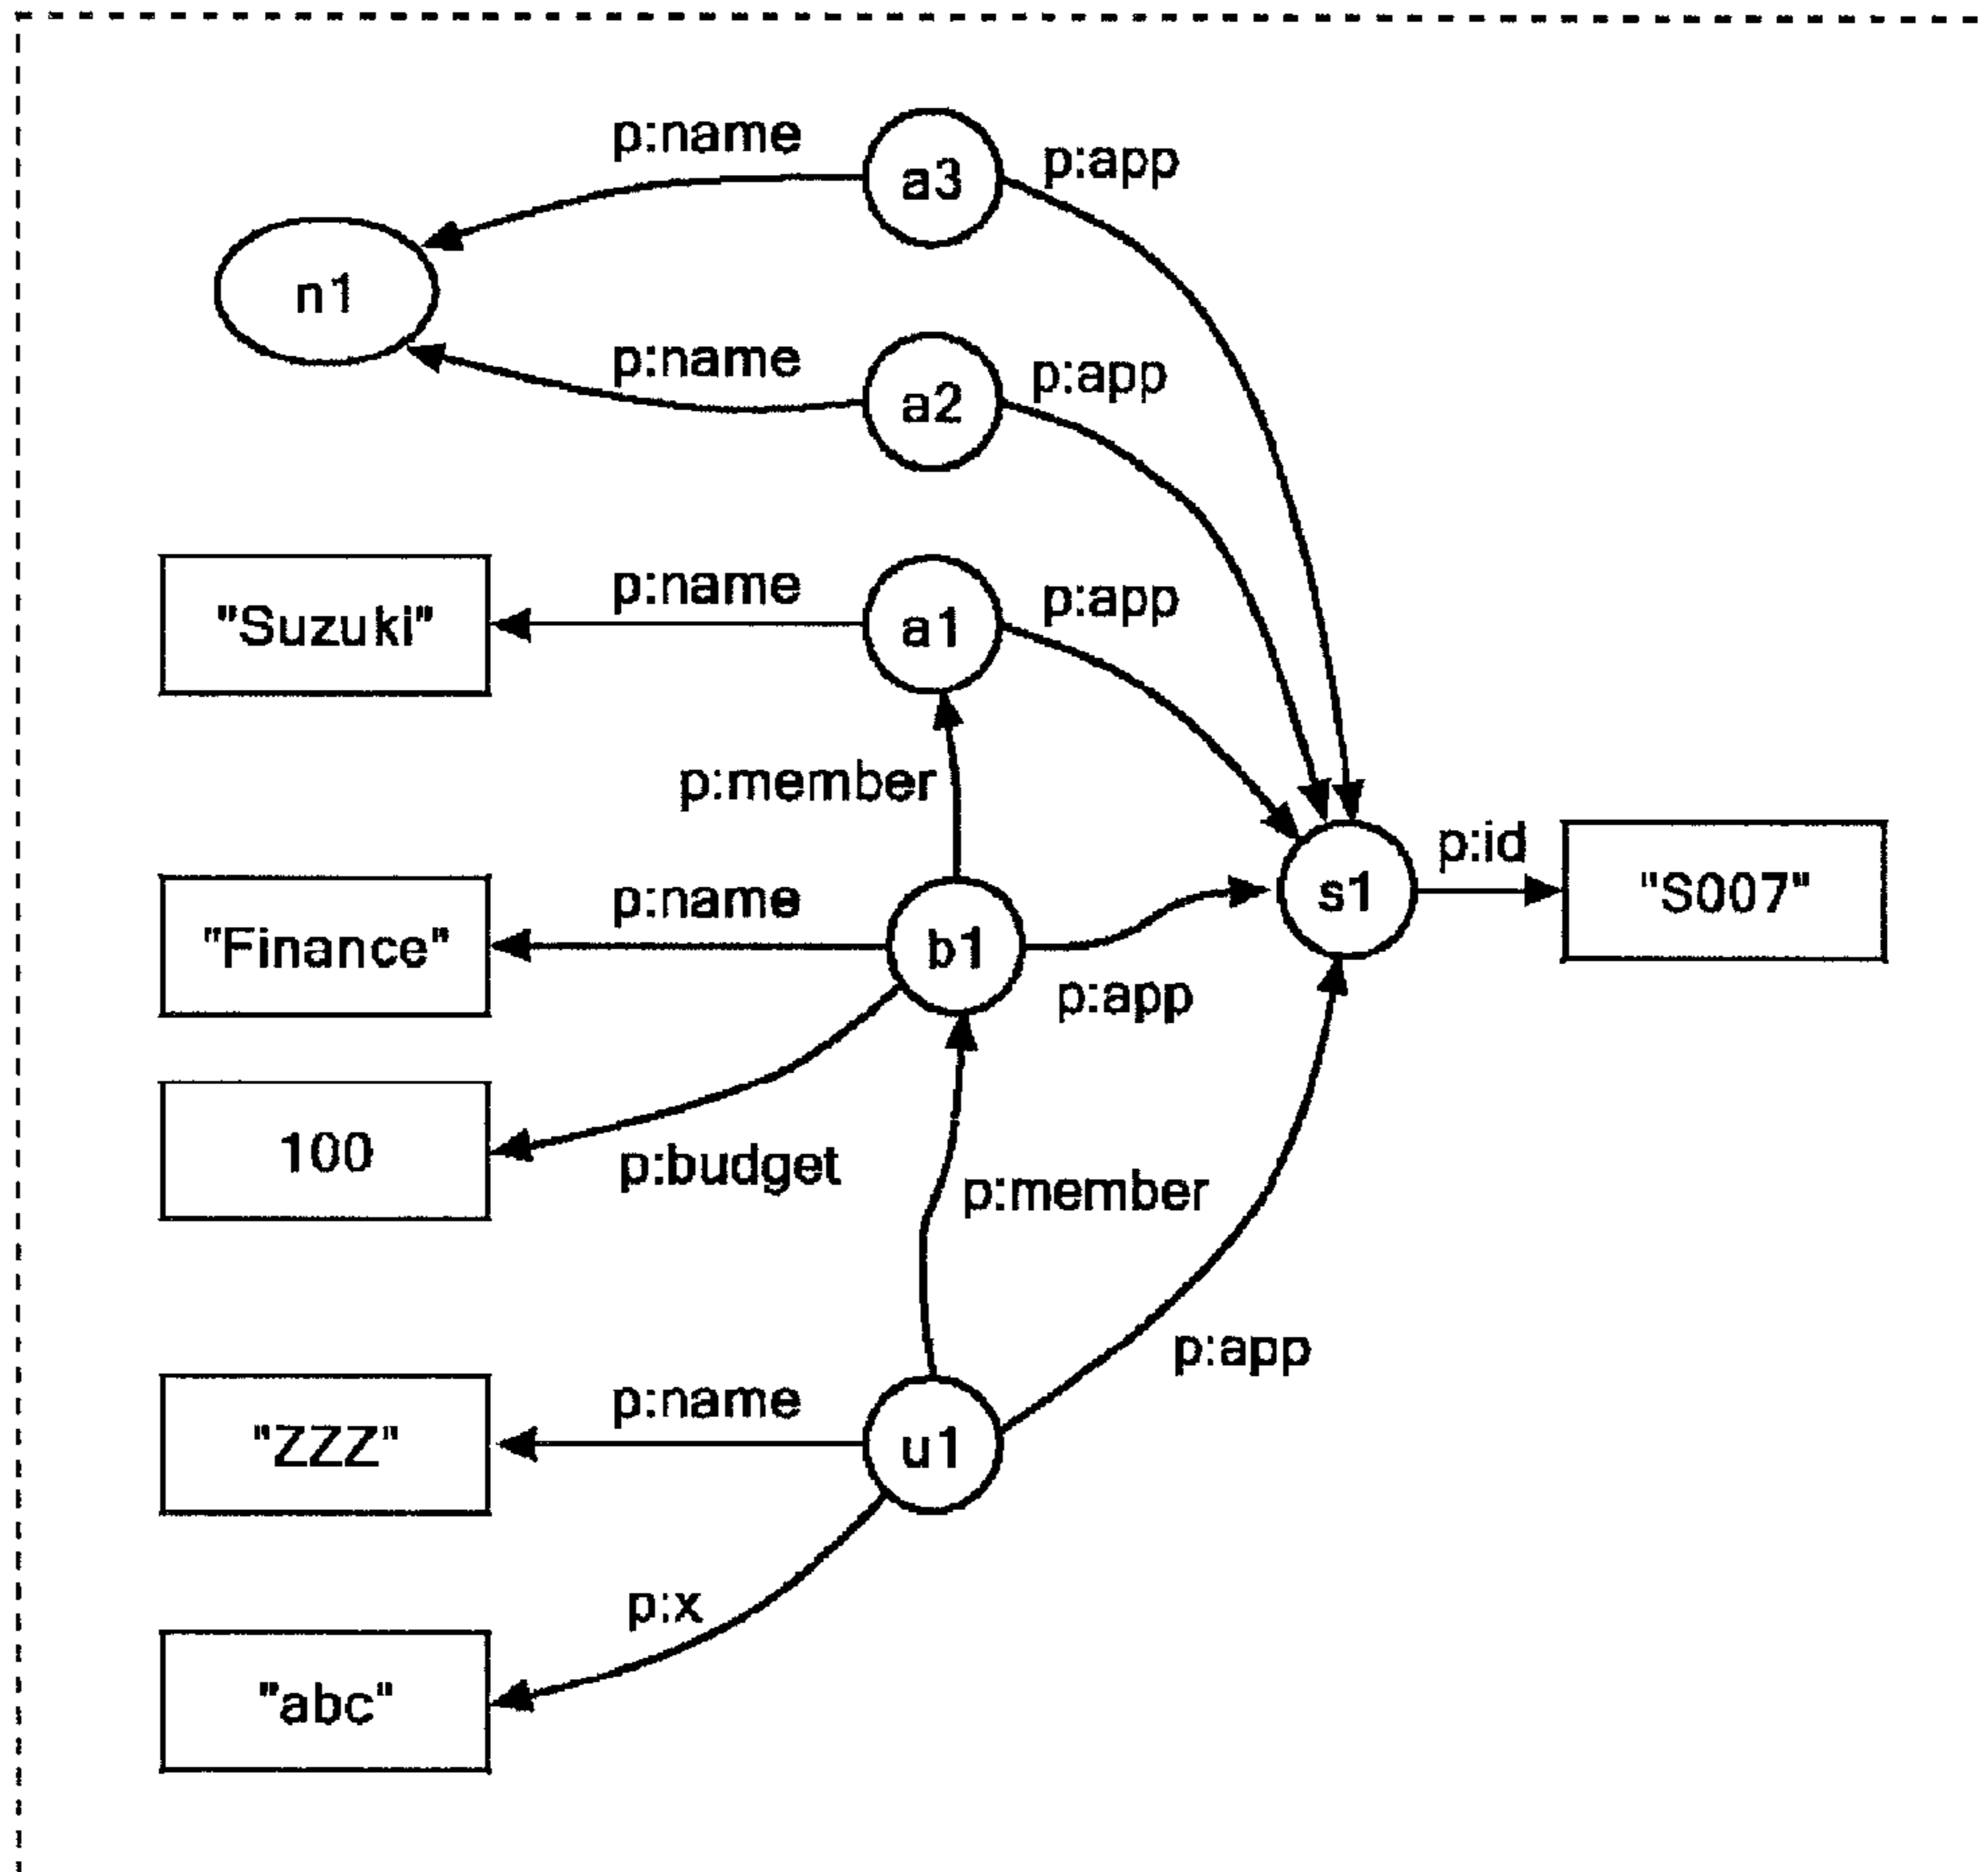 p:name
a3
p:app
n1
p:name
a2
p:app
"Suzuki"
p:name
a1
p:app
p:member
"Finance"
p:name
b1
p:app
s1
p:id
"S007"
100
p:budget
p:member
"ZZZ"
p:name
u1
p:app
p:x
"abc"